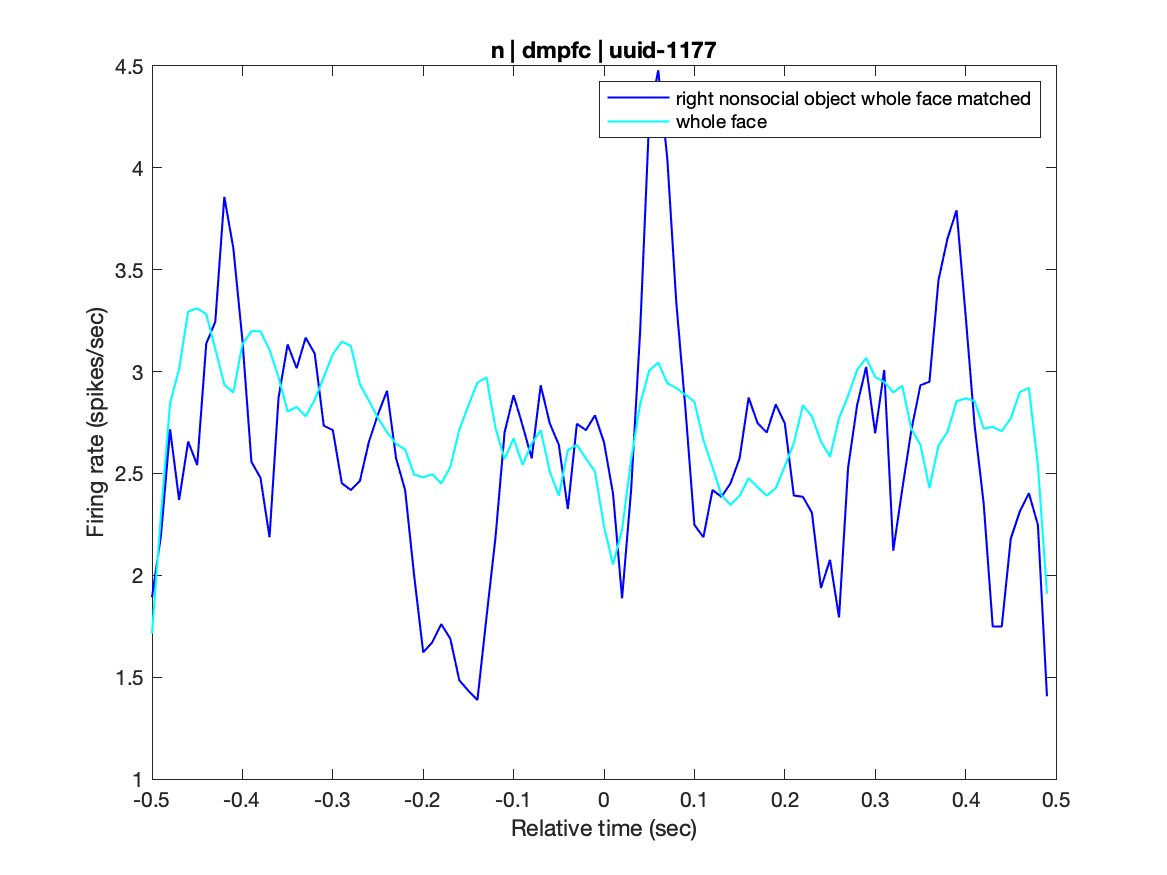 n | dmpfc | uuid-1177
right nonsocial object whole face matched
whole face
Firing rate (spikes/sec)
4.5
4
3.5
3
2.5
2
1.5
1
-0.5 -0.4 -0.3 -0.2 -0.1 0 0.1 0.2 0.3 0.4 0.5
Relative time (sec)